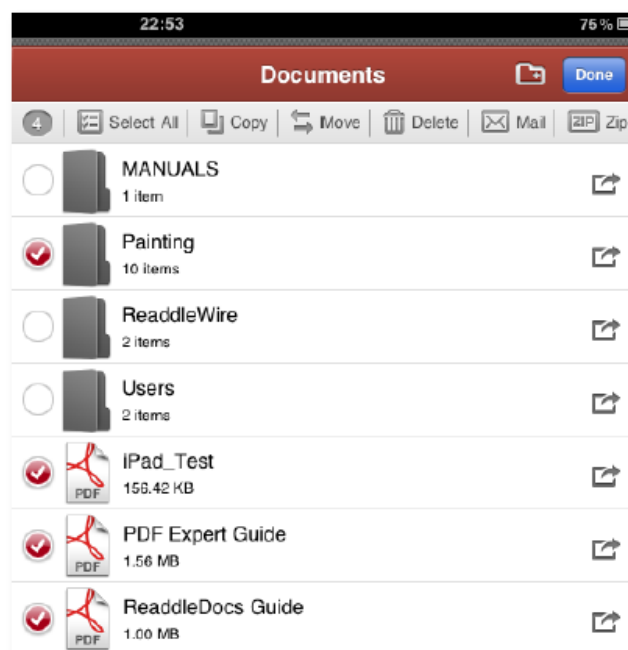 22:53 75 %
Documents Done
4 Select All Copy Move Delete Mail ZIP Zip
MANUALS
1 item
Painting
10 items
ReaddleWire
2 items
Users
2 items
iPad_Test
PDF 156.42 KB
PDF Expert Guide
PDF 1.56 MB
ReaddleDocs Guide
PDF 1.00 MB